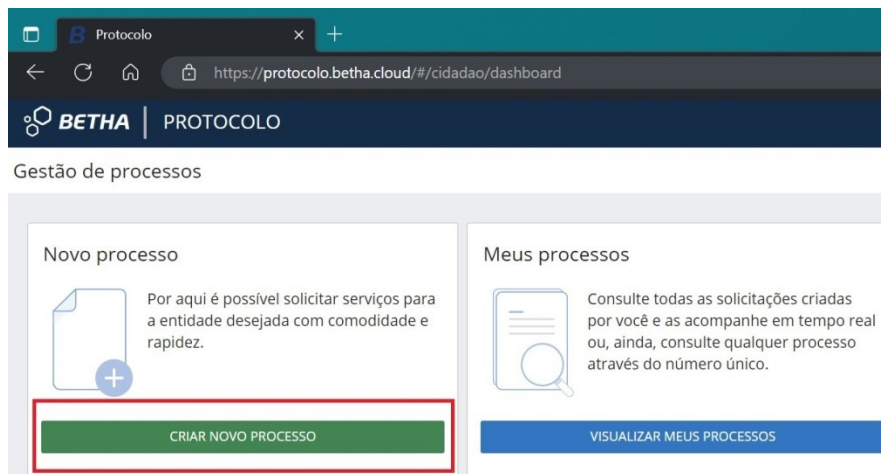 Protocolo
https://protocolo.betha.cloud/#/cidadao/dashboard
BETHA | PROTOCOLO
Gestão de processos
Novo processo
Por aqui é possível solicitar serviços para
a entidade desejada com comodidade e
rapidez.
CRIAR NOVO PROCESSO
Meus processos
Consulte todas as solicitações criadas
por você e as acompanhe em tempo real
ou, ainda, consulte qualquer processo
através do número único.
VISUALIZAR MEUS PROCESSOS